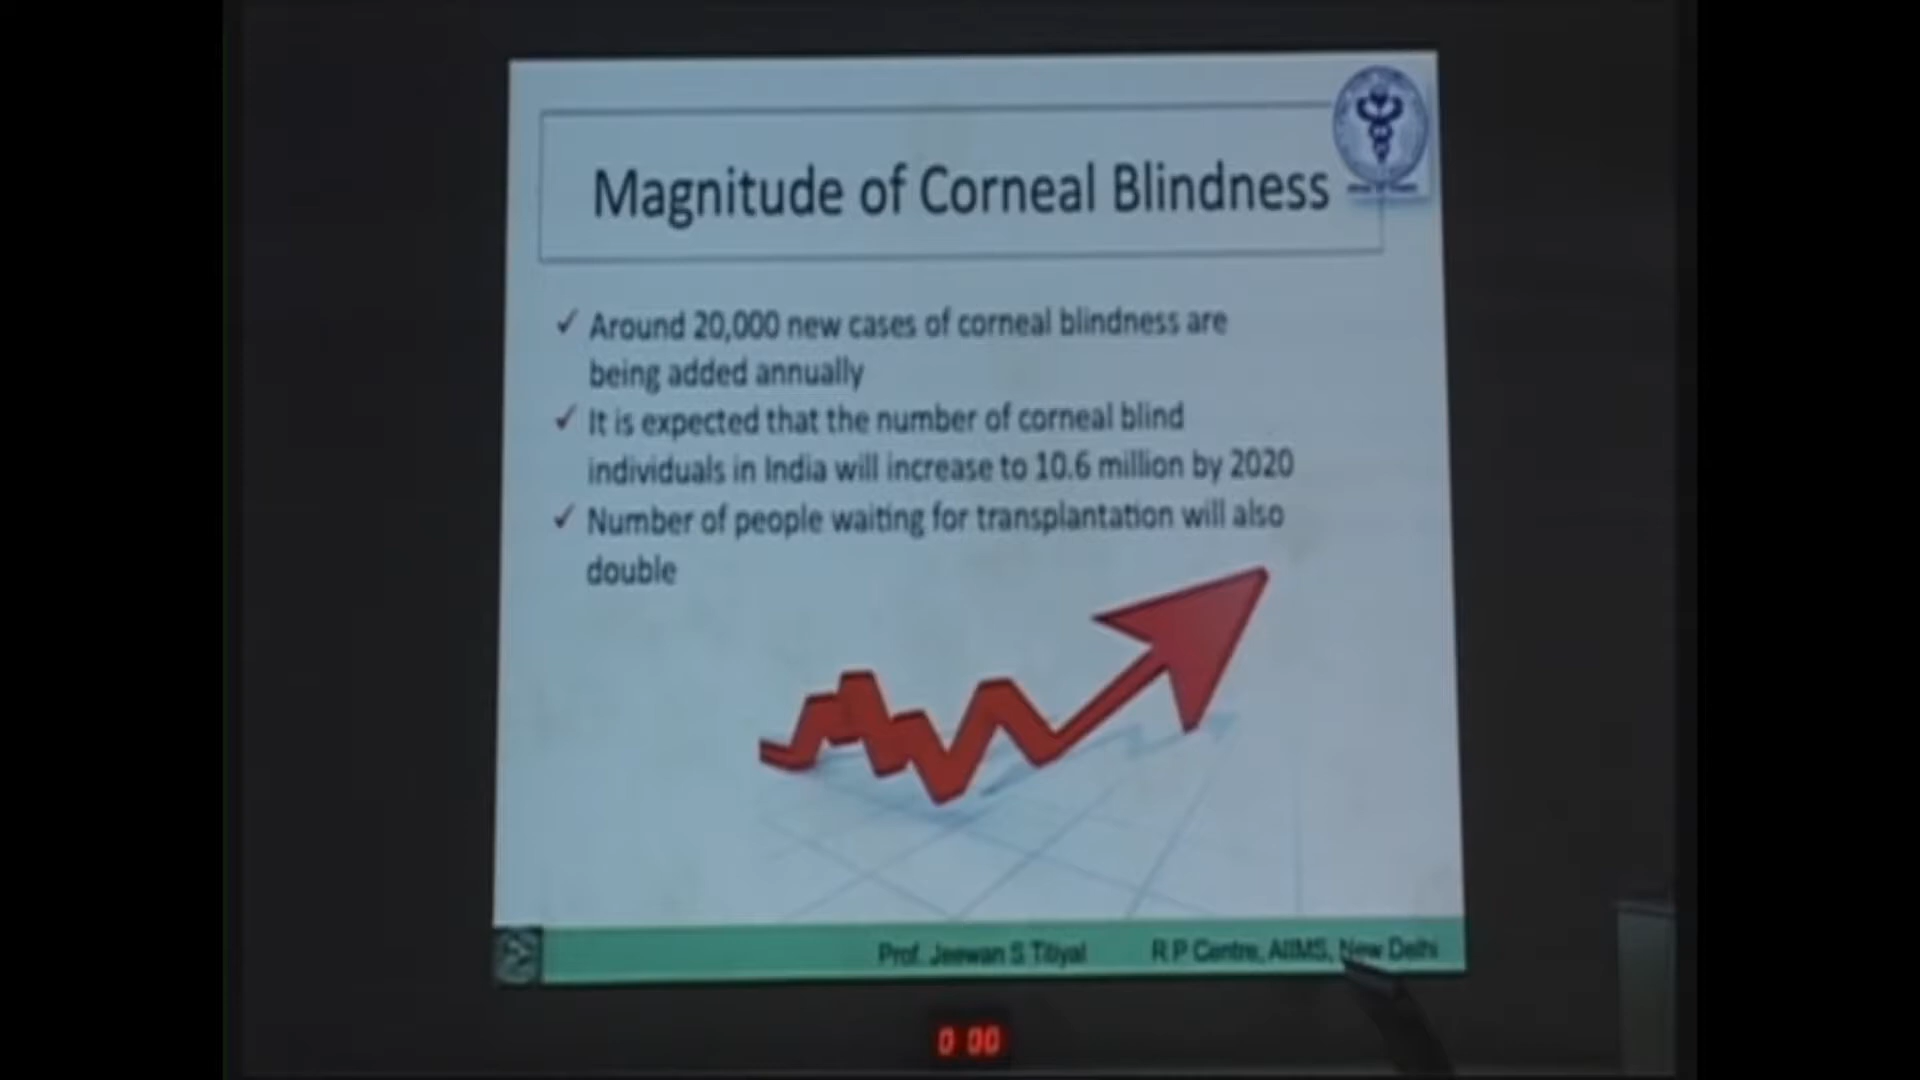 Magnitude of Corneal Blindness
✓ Around 20,000 new cases of corneal blindness are
being added annually
✓ It is expected that the number of corneal blind
individuals in India will increase to 10.6 million by 2020
✓ Number of people waiting for transplantation will also
double
Prof. Jeewan S Titiyal R P Centre, AIIMS, New Delhi
0 00